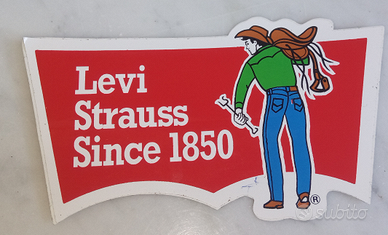 Levi
Strauss
Since 1850
®
subito